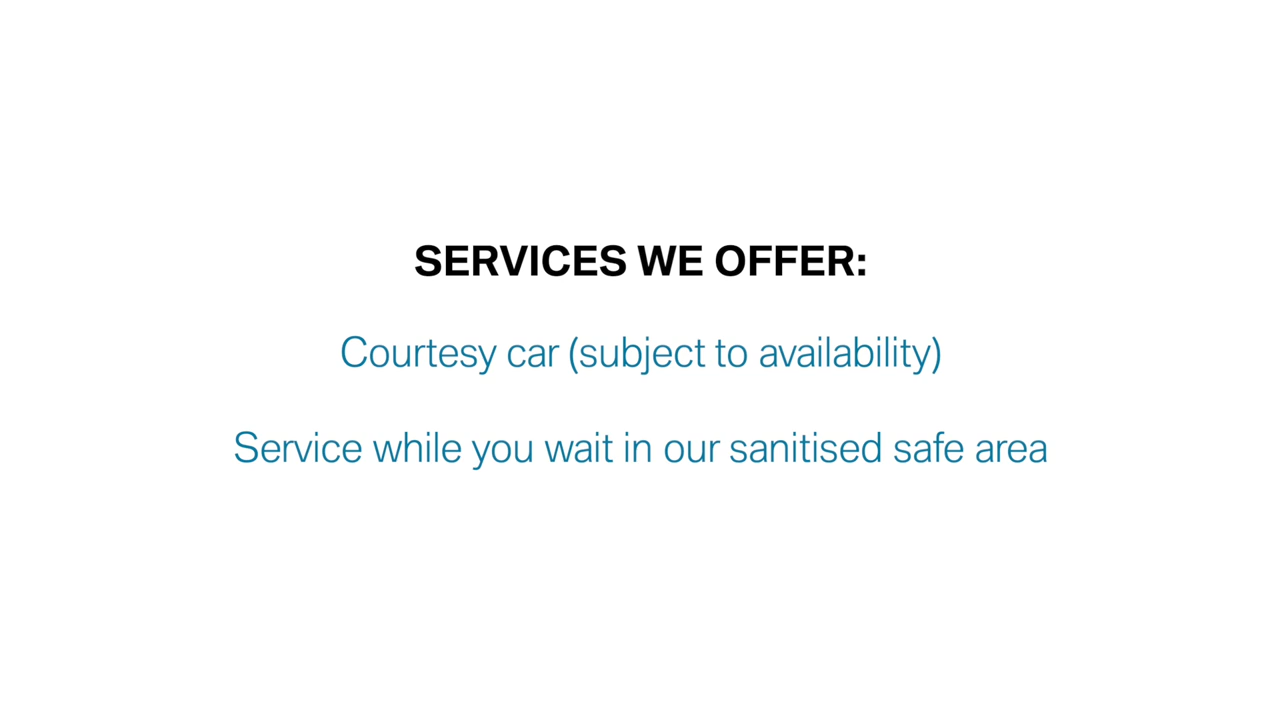 SERVICES WE OFFER:
Courtesy car (subject to availability)
Service while you wait in our sanitised safe area